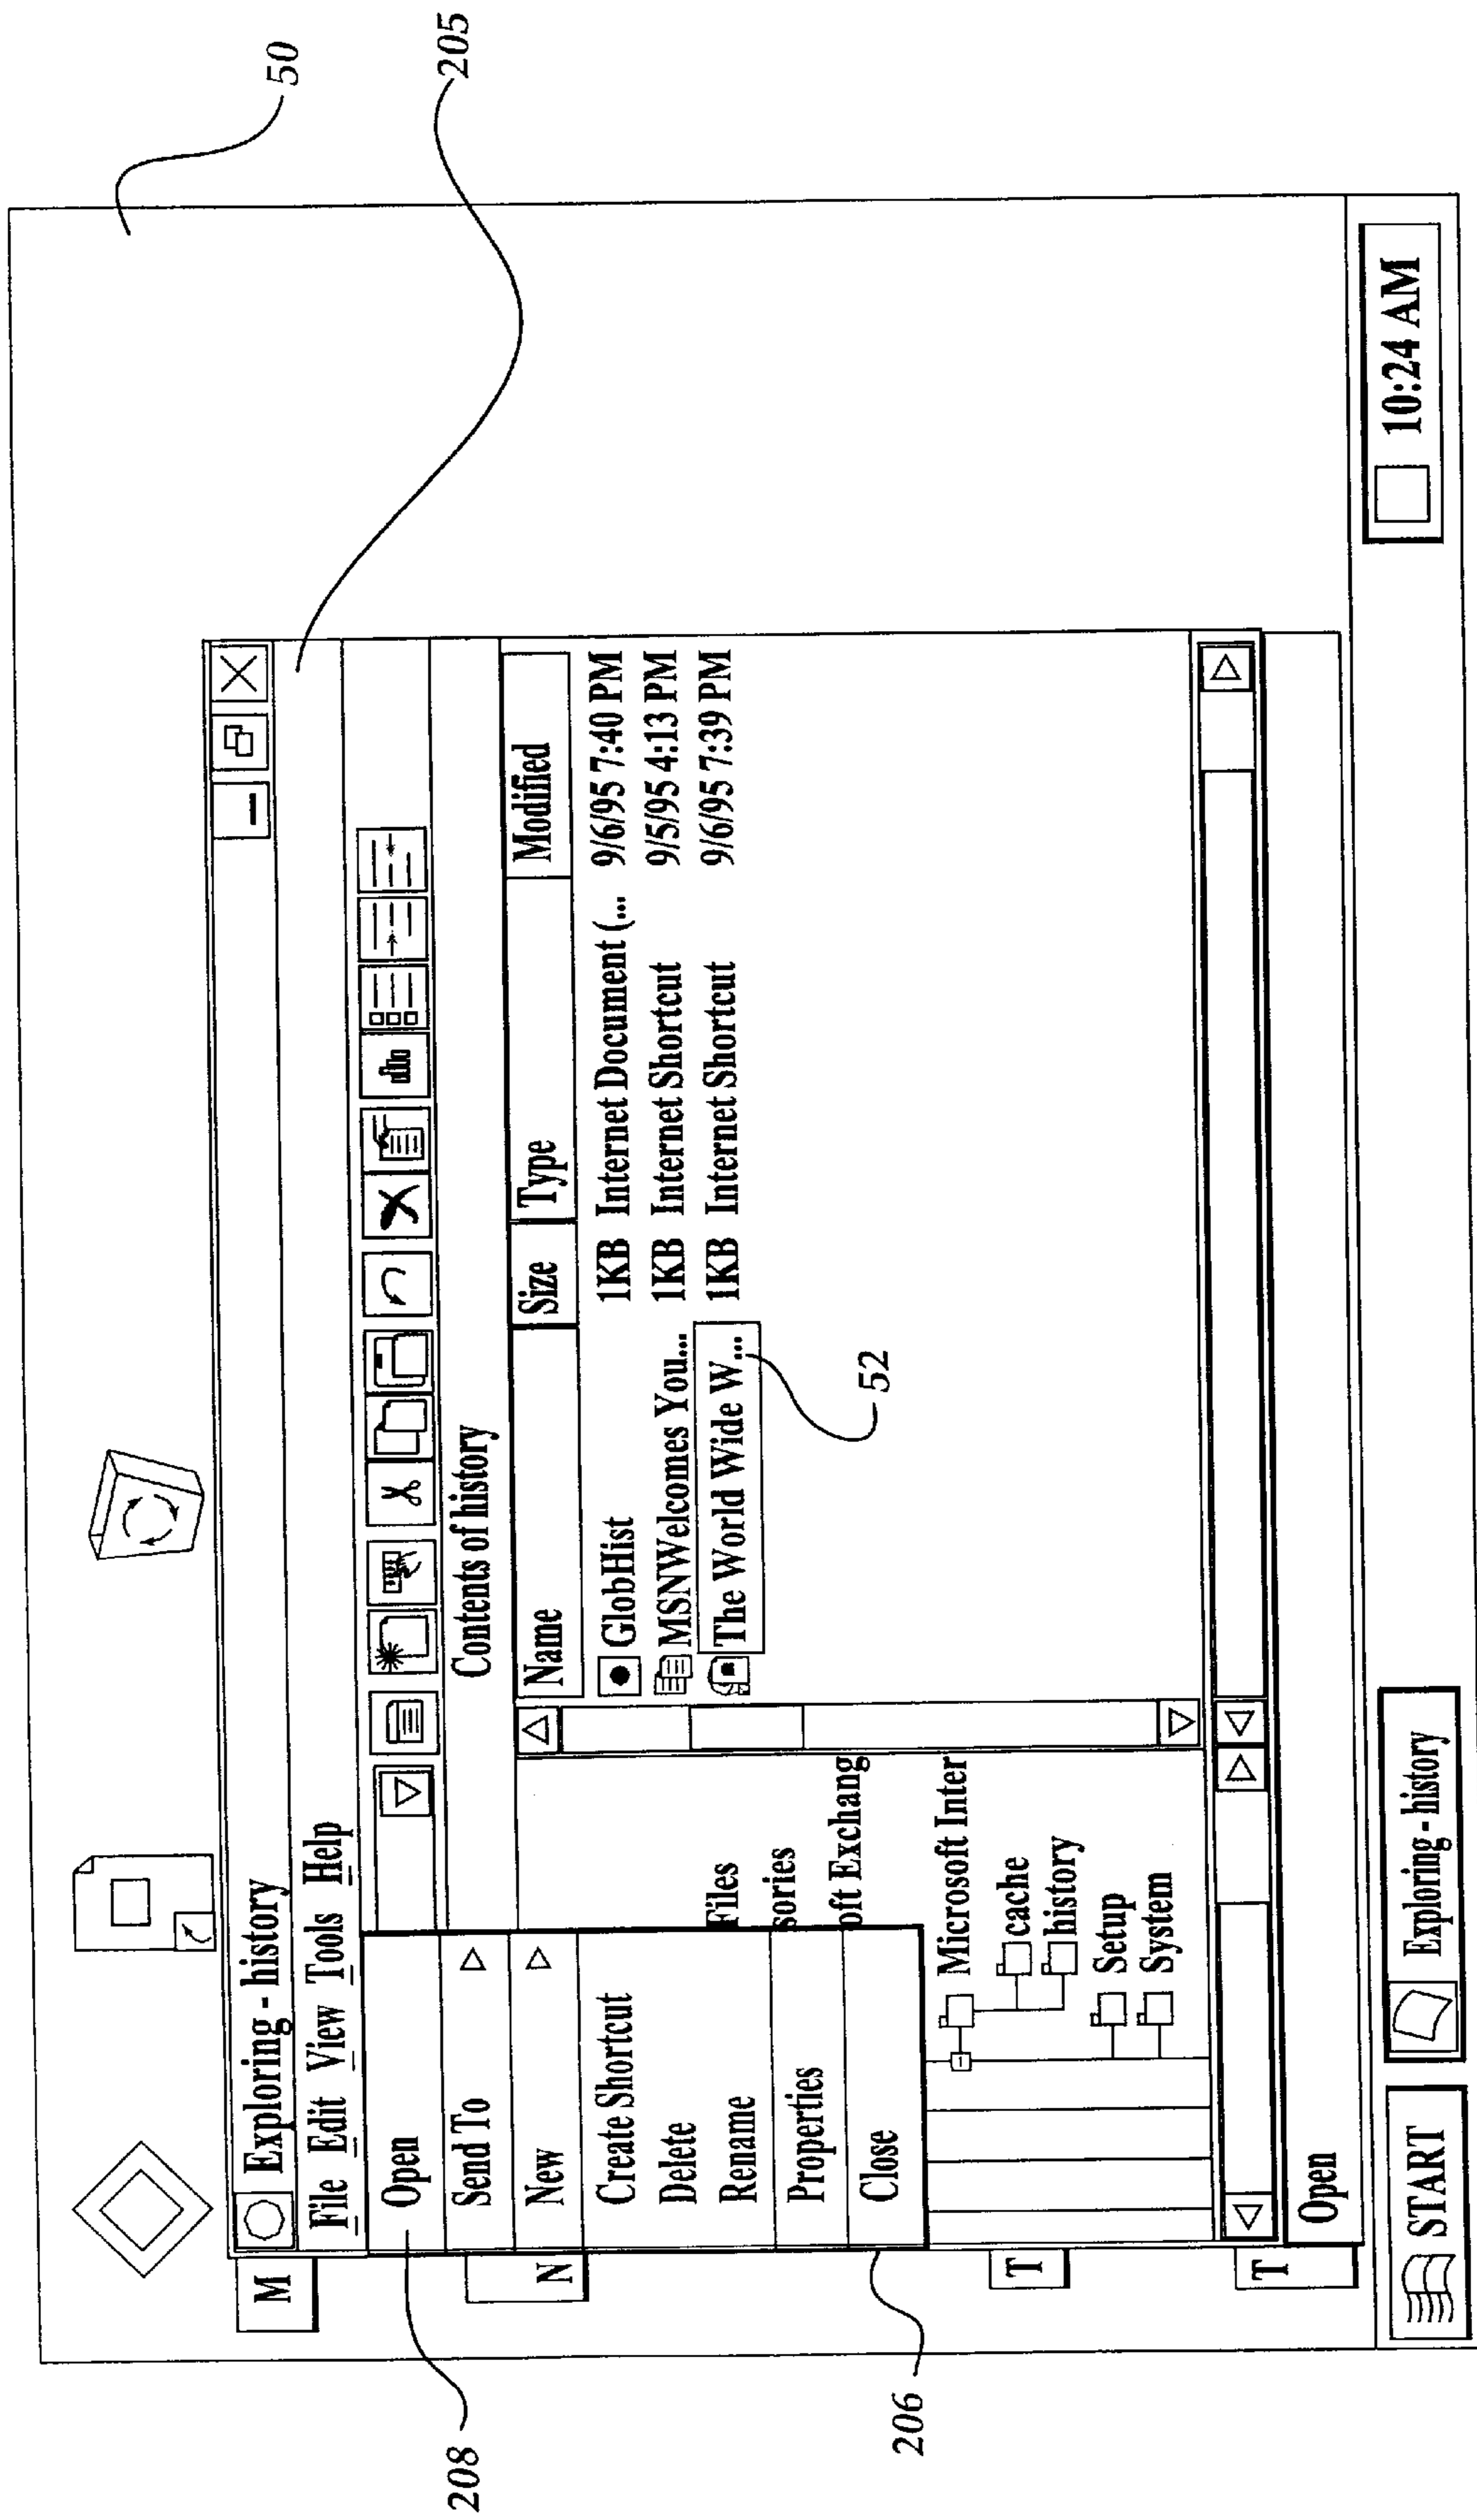 50
205
M
Exploring - history
File Edit View Tools Help
208
Open
Send To
New
Create Shortcut
Delete
Rename
Properties
Close
206
N
T
T
Contents of history
Name Size Type Modified
GlobHist 1KB Internet Document (... 9/6/95 7:40 PM
MSNWelcomes You... 1KB Internet Shortcut 9/5/95 4:13 PM
The World Wide W... 1KB Internet Shortcut 9/6/95 7:39 PM
52
Files
sories
oft Exchang
Microsoft Inter
cache
history
Setup
System
Open
START
Exploring - history
10:24 AM